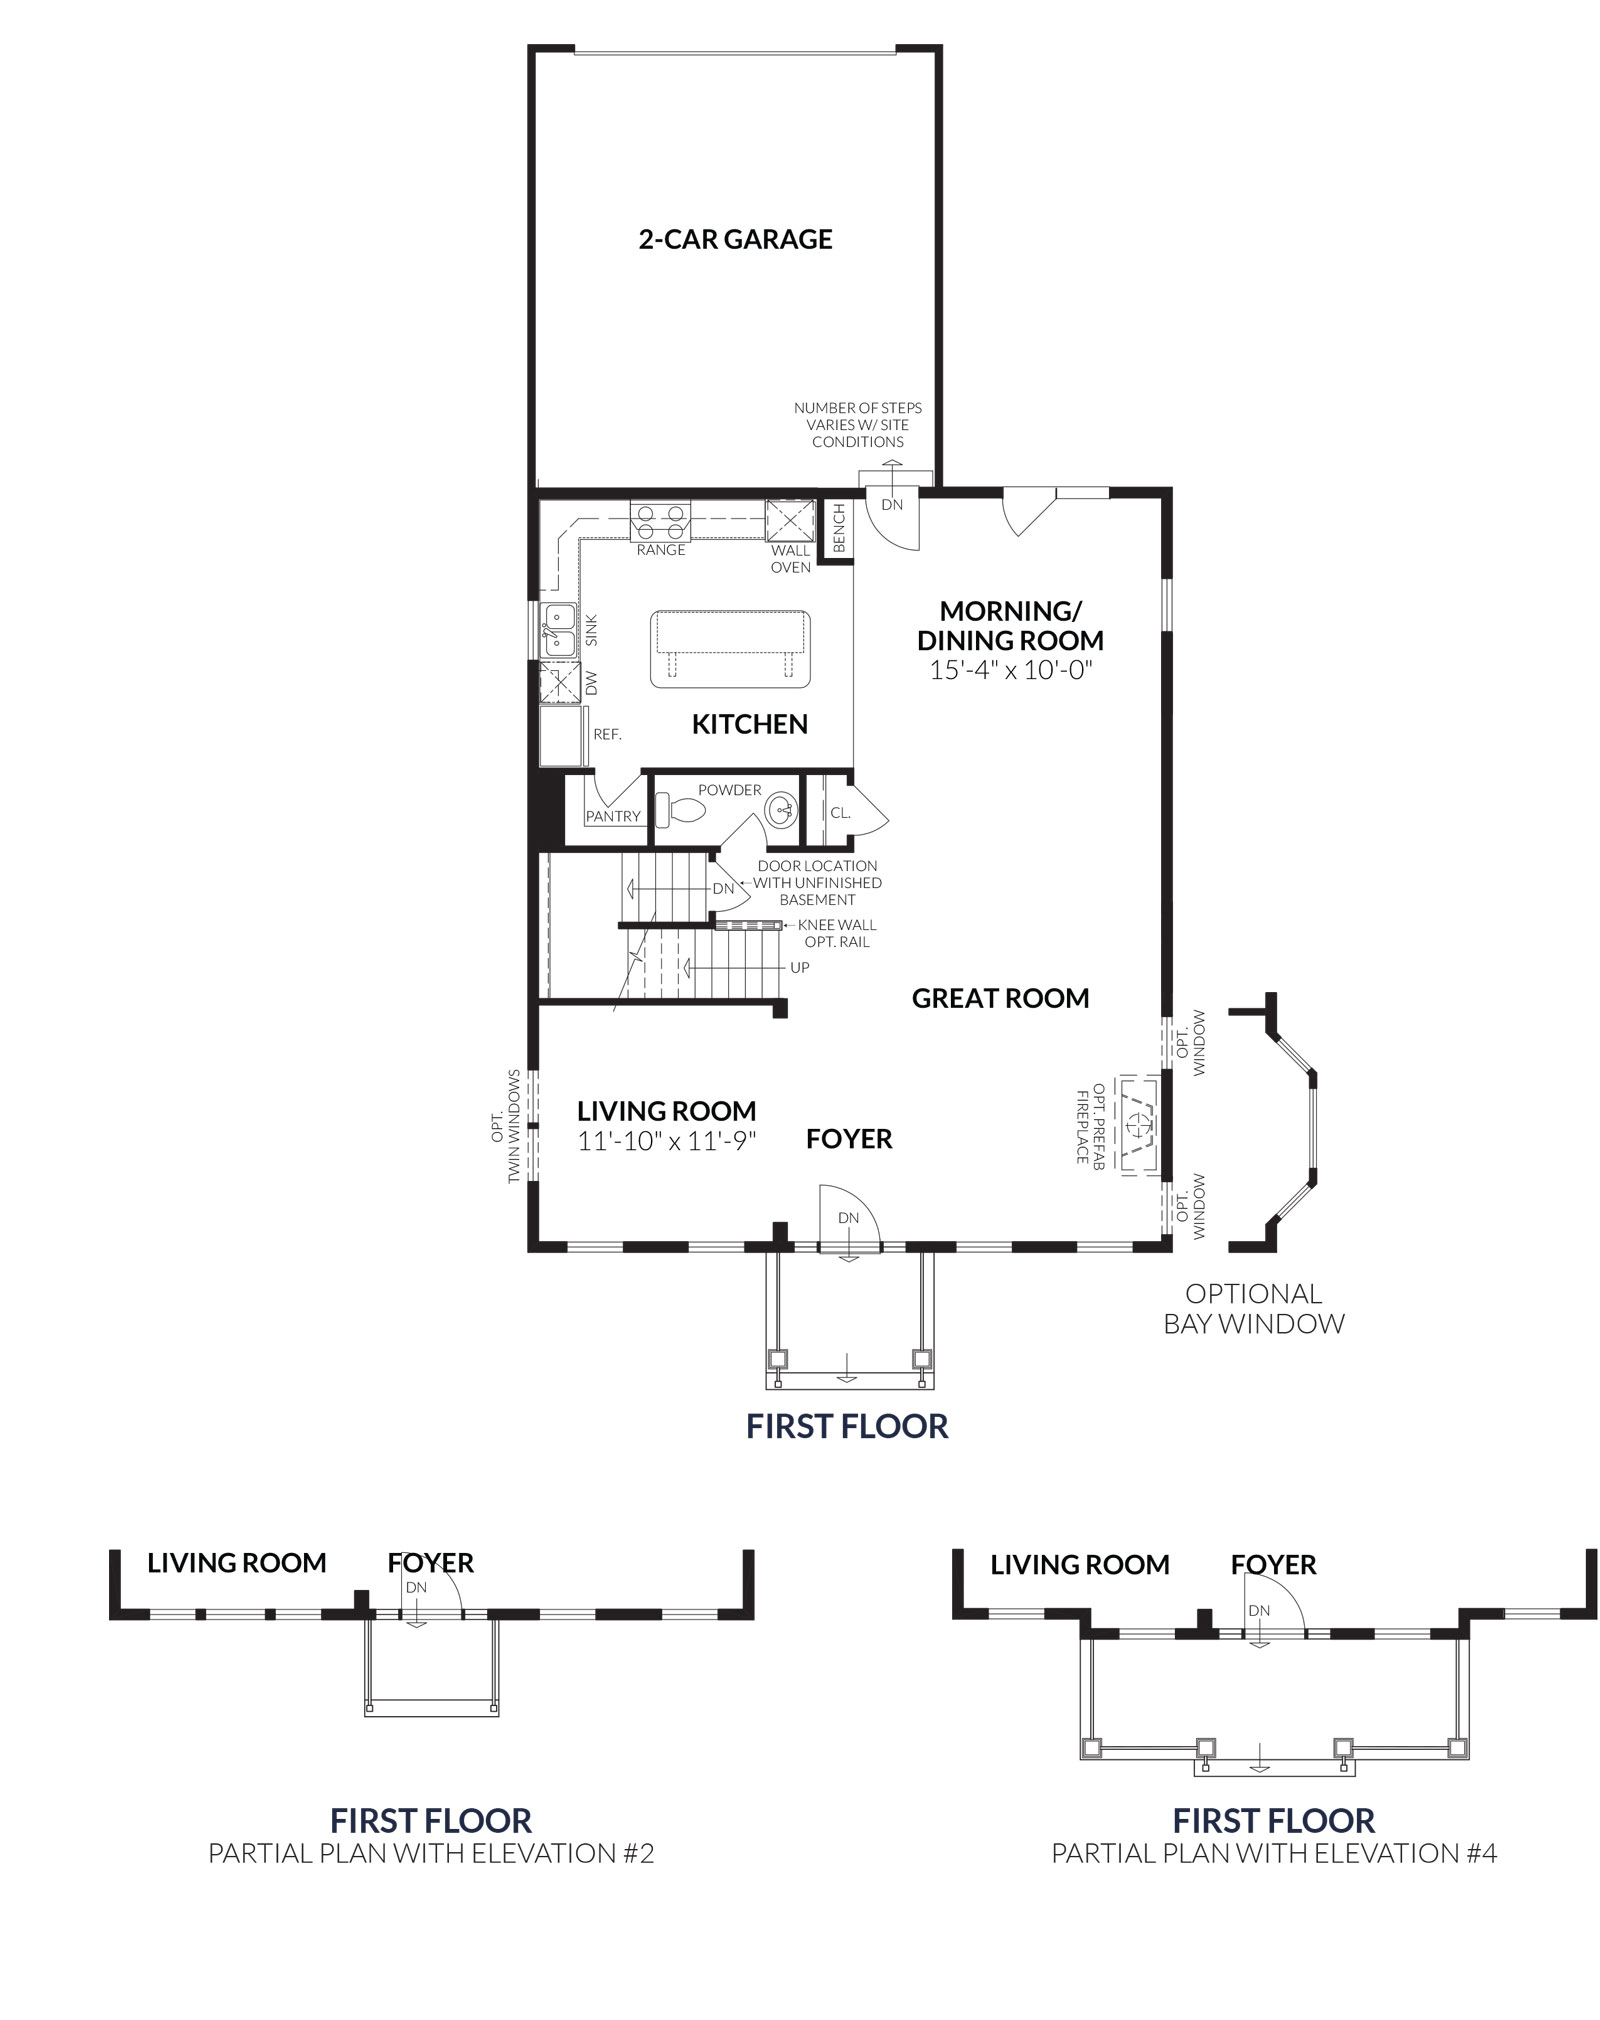 2-CAR GARAGE
NUMBER OF STEPS
VARIES W/ SITE
CONDITIONS
DN
BENCH
RANGE
WALL
OVEN
SINK
DW
REF.
KITCHEN
MORNING/
DINING ROOM
15'-4" x 10'-0"
PANTRY
POWDER
CL.
DN
DOOR LOCATION
WITH UNFINISHED
BASEMENT
KNEE WALL
OPT. RAIL
UP
GREAT ROOM
OPT.
WINDOW
OPT.
TWIN WINDOWS
LIVING ROOM
11'-10" x 11'-9"
FOYER
OPT. PREFAB
FIREPLACE
OPT.
WINDOW
DN
OPTIONAL
BAY WINDOW
FIRST FLOOR
LIVING ROOM
FOYER
DN
FIRST FLOOR
PARTIAL PLAN WITH ELEVATION #2
LIVING ROOM
FOYER
DN
FIRST FLOOR
PARTIAL PLAN WITH ELEVATION #4